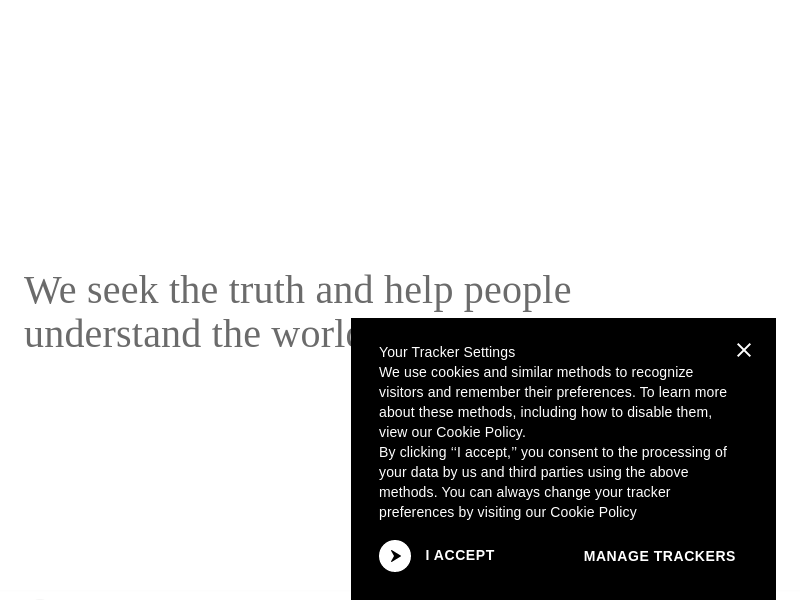 We seek the truth and help people
understand the world
Your Tracker Settings
We use cookies and similar methods to recognize
visitors and remember their preferences. To learn more
about these methods, including how to disable them,
view our Cookie Policy.
By clicking “I accept,” you consent to the processing of
your data by us and third parties using the above
methods. You can always change your tracker
preferences by visiting our Cookie Policy
I ACCEPT
MANAGE TRACKERS